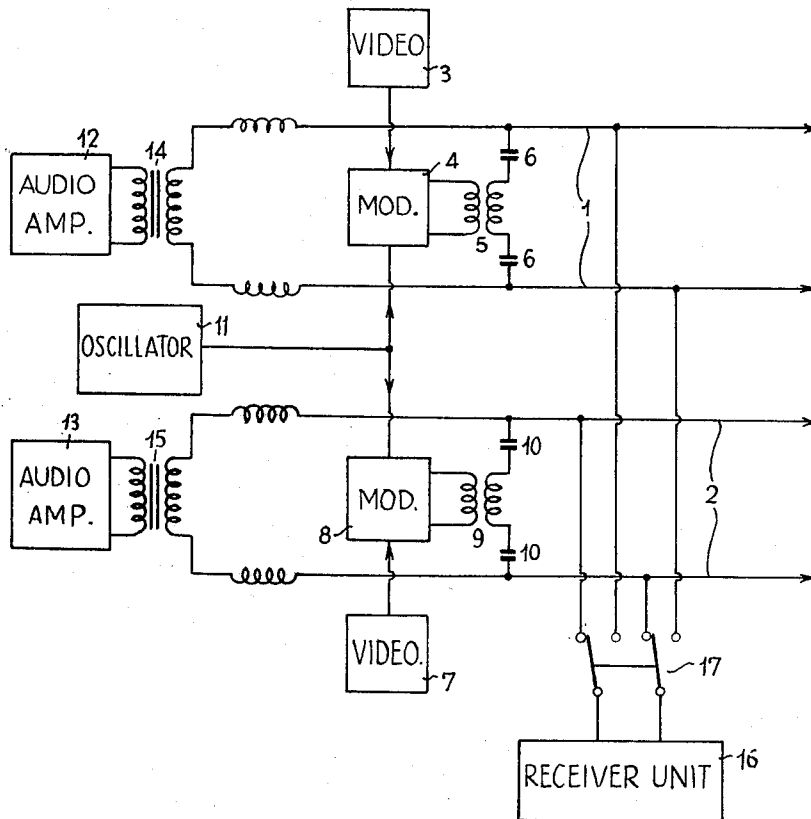 VIDEO
3
12
AUDIO
AMP.
14
4
MOD.
5
6
6
1
OSCILLATOR
11
13
AUDIO
AMP.
15
MOD.
8
9
10
10
2
VIDEO.
7
17
RECEIVER UNIT
16